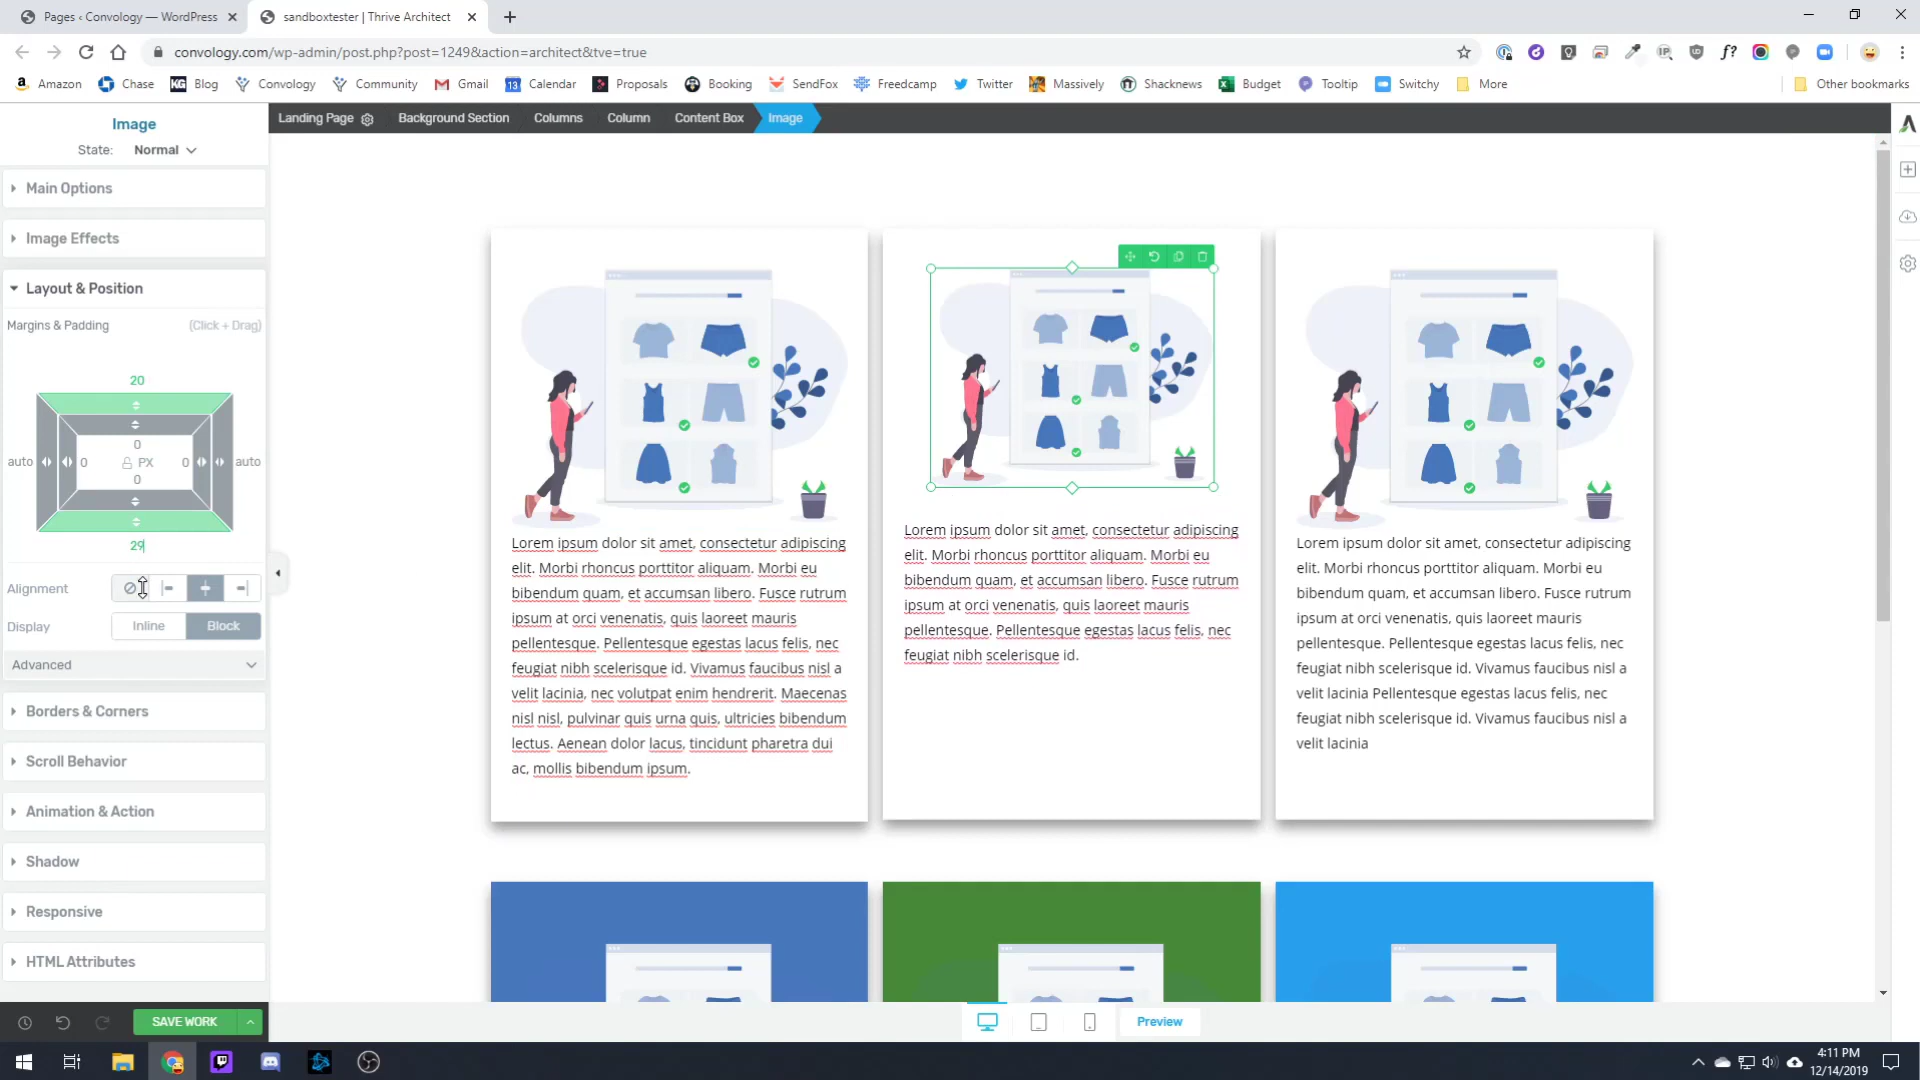 Pages ‹ Convology — WordPress
sandboxtester | Thrive Architect
convology.com/wp-admin/post.php?post=1249&action=architect&tve=true
Amazon
Chase
Blog
Convology
Community
Gmail
Calendar
Proposals
Booking
SendFox
Freedcamp
Twitter
Massively
Shacknews
Budget
Tooltip
Switchy
More
Other bookmarks
Image
State: Normal
Main Options
Image Effects
Layout & Position
Margins & Padding (Click + Drag)
20
0
auto 0 PX 0 auto
0
29
Alignment
Display Inline Block
Advanced
Borders & Corners
Scroll Behavior
Animation & Action
Shadow
Responsive
HTML Attributes
SAVE WORK
Landing Page Background Section Columns Column Content Box Image
Lorem ipsum dolor sit amet, consectetur adipiscing
elit. Morbi rhoncus porttitor aliquam. Morbi eu
bibendum quam, et accumsan libero. Fusce rutrum
ipsum at orci venenatis, quis laoreet mauris
pellentesque. Pellentesque egestas lacus felis, nec
feugiat nibh scelerisque id. Vivamus faucibus nisl a
velit lacinia, nec volutpat enim hendrerit. Maecenas
nisl nisl, pulvinar quis urna quis, ultricies bibendum
lectus. Aenean dolor lacus, tincidunt pharetra dui
ac, mollis bibendum ipsum.
Lorem ipsum dolor sit amet, consectetur adipiscing
elit. Morbi rhoncus porttitor aliquam. Morbi eu
bibendum quam, et accumsan libero. Fusce rutrum
ipsum at orci venenatis, quis laoreet mauris
pellentesque. Pellentesque egestas lacus felis, nec
feugiat nibh scelerisque id.
Lorem ipsum dolor sit amet, consectetur adipiscing
elit. Morbi rhoncus porttitor aliquam. Morbi eu
bibendum quam, et accumsan libero. Fusce rutrum
ipsum at orci venenatis, quis laoreet mauris
pellentesque. Pellentesque egestas lacus felis, nec
feugiat nibh scelerisque id. Vivamus faucibus nisl a
velit lacinia Pellentesque egestas lacus felis, nec
feugiat nibh scelerisque id. Vivamus faucibus nisl a
velit lacinia
Preview
4:11 PM
12/14/2019